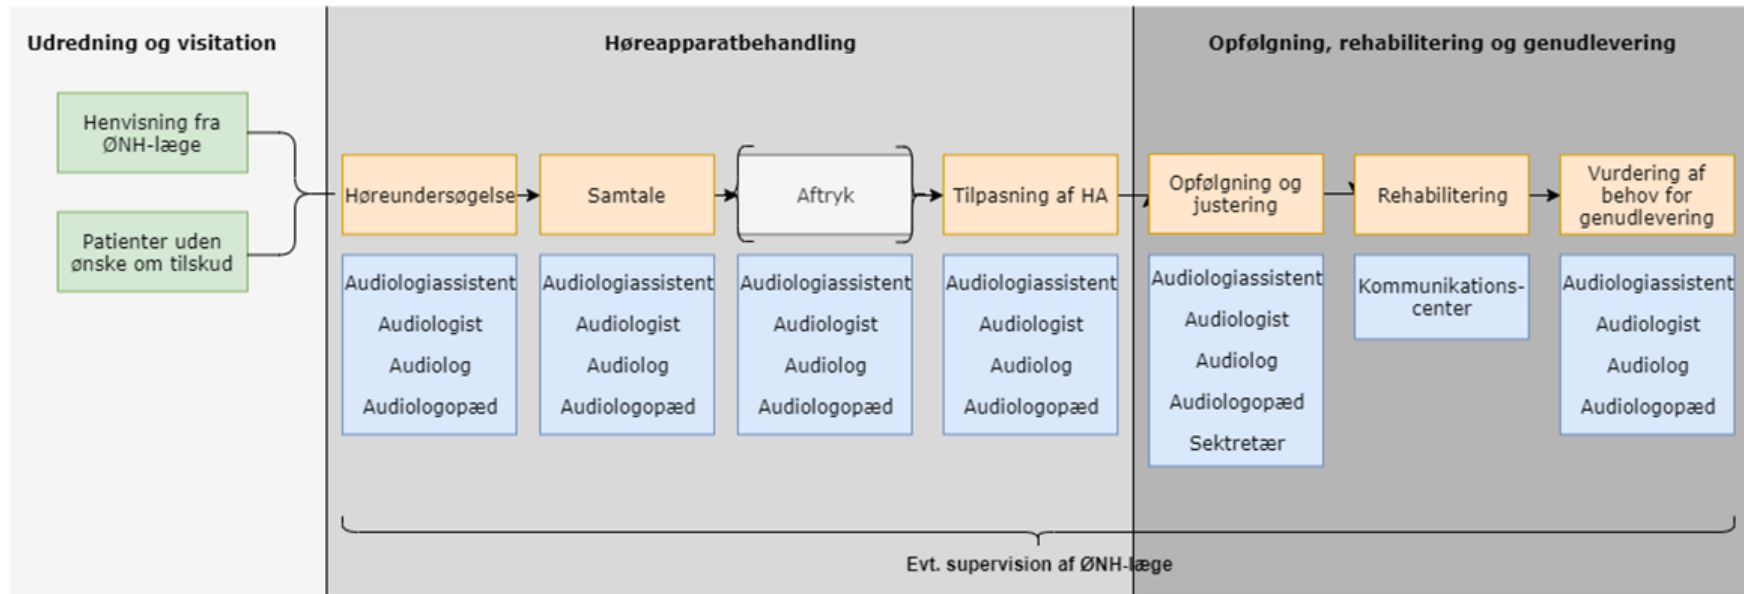 Udredning og visitation
Henvisning fra
ØNH-læge
Patienter uden
ønske om tilskud
Høreapparatbehandling
Høreundersøgelse
Audiologiassistent
Audiologist
Audiolog
Audiologopæd
Samtale
Audiologiassistent
Audiologist
Audiolog
Audiologopæd
Aftryk
Audiologiassistent
Audiologist
Audiolog
Audiologopæd
Tilpasning af HA
Audiologiassistent
Audiologist
Audiolog
Audiologopæd
Opfølgning, rehabilitering og genudlevering
Opfølgning og
justering
Audiologiassistent
Audiologist
Audiolog
Audiologopæd
Sektretær
Rehabilitering
Kommunikations-
center
Vurdering af
behov for
genudlevering
Audiologiassistent
Audiologist
Audiolog
Audiologopæd
Evt. supervision af ØNH-læge